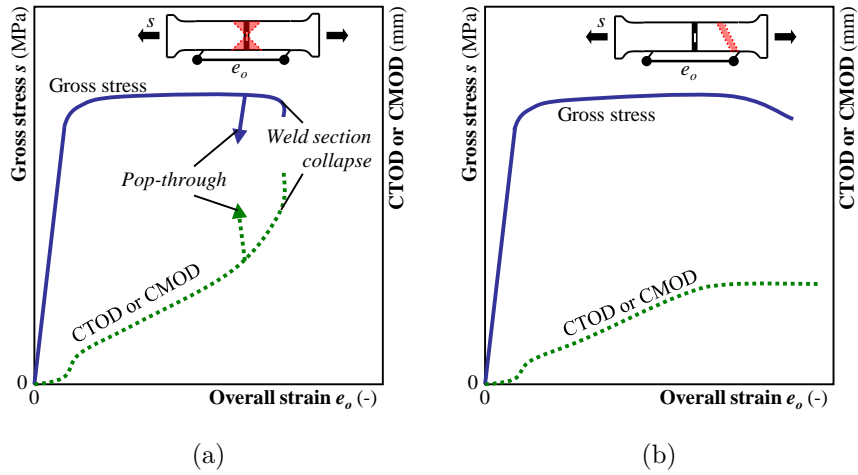 Gross stress s (MPa)
s
e_o
Gross stress
Weld section
collapse
Pop-through
CTOD or CMOD
CTOD or CMOD (mm)
0
0
Overall strain e_o (-)
(a)
Gross stress s (MPa)
s
e_o
Gross stress
CTOD or CMOD
CTOD or CMOD (mm)
0
0
Overall strain e_o (-)
(b)